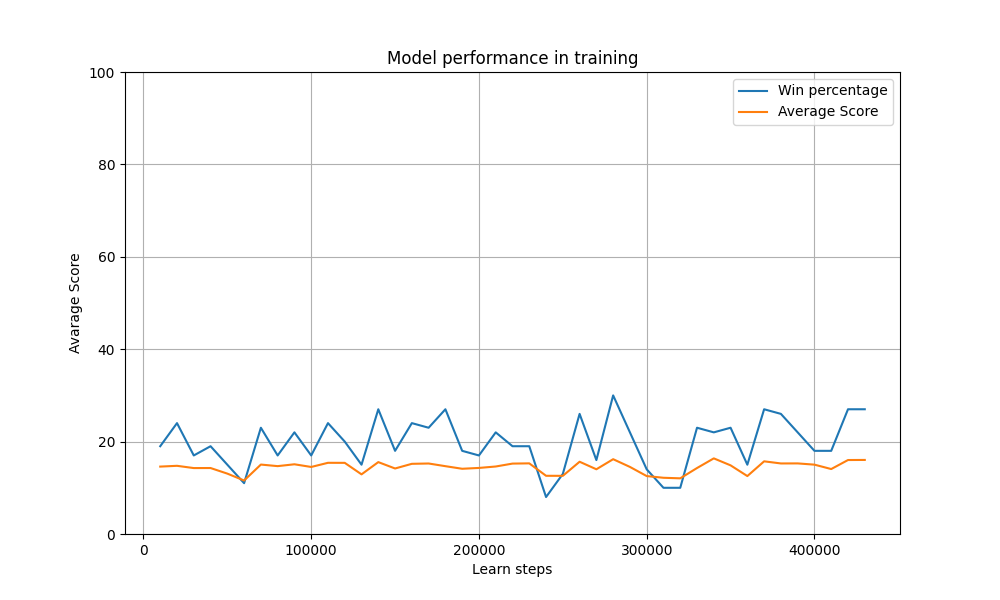 Model performance in training
100
80
60
40
20
0
Avarage Score
Win percentage
Average Score
0
100000
200000
300000
400000
Learn steps